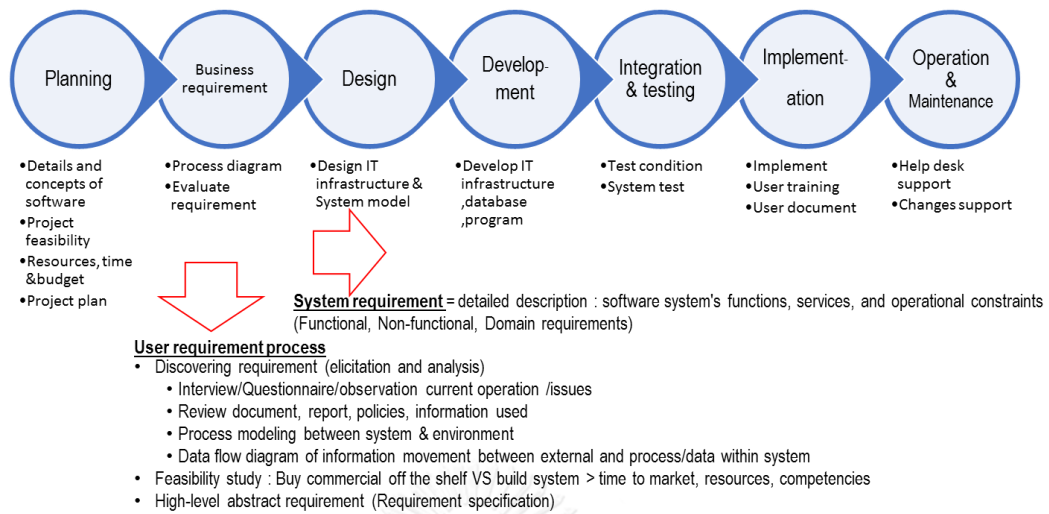 Planning
Business
requirement
Design
Develop-
ment
Integration
& testing
Implement-
ation
Operation
&
Maintenance
•Details and
concepts of
software
•Project
feasibility
•Resources, time
&budget
•Project plan
•Process diagram
•Evaluate
requirement
•Design IT
infrastructure &
System model
•Develop IT
infrastructure
,database
,program
•Test condition
•System test
•Implement
•User training
•User document
•Help desk
support
•Changes support
System requirement = detailed description : software system's functions, services, and operational constraints
(Functional, Non-functional, Domain requirements)
User requirement process
• Discovering requirement (elicitation and analysis)
• Interview/Questionnaire/observation current operation /issues
• Review document, report, policies, information used
• Process modeling between system & environment
• Data flow diagram of information movement between external and process/data within system
• Feasibility study : Buy commercial off the shelf VS build system > time to market, resources, competencies
• High-level abstract requirement (Requirement specification)